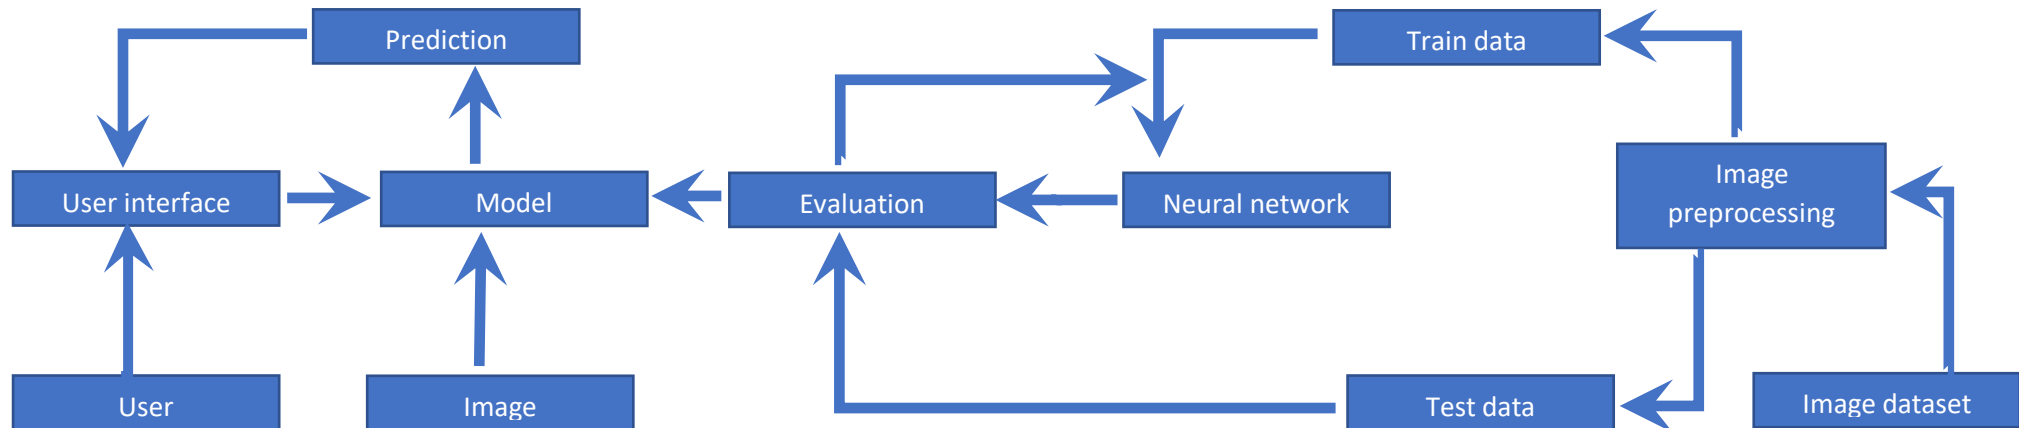 Prediction
Train data
User interface
Model
Evaluation
Neural network
Image
preprocessing
User
Image
Test data
Image dataset